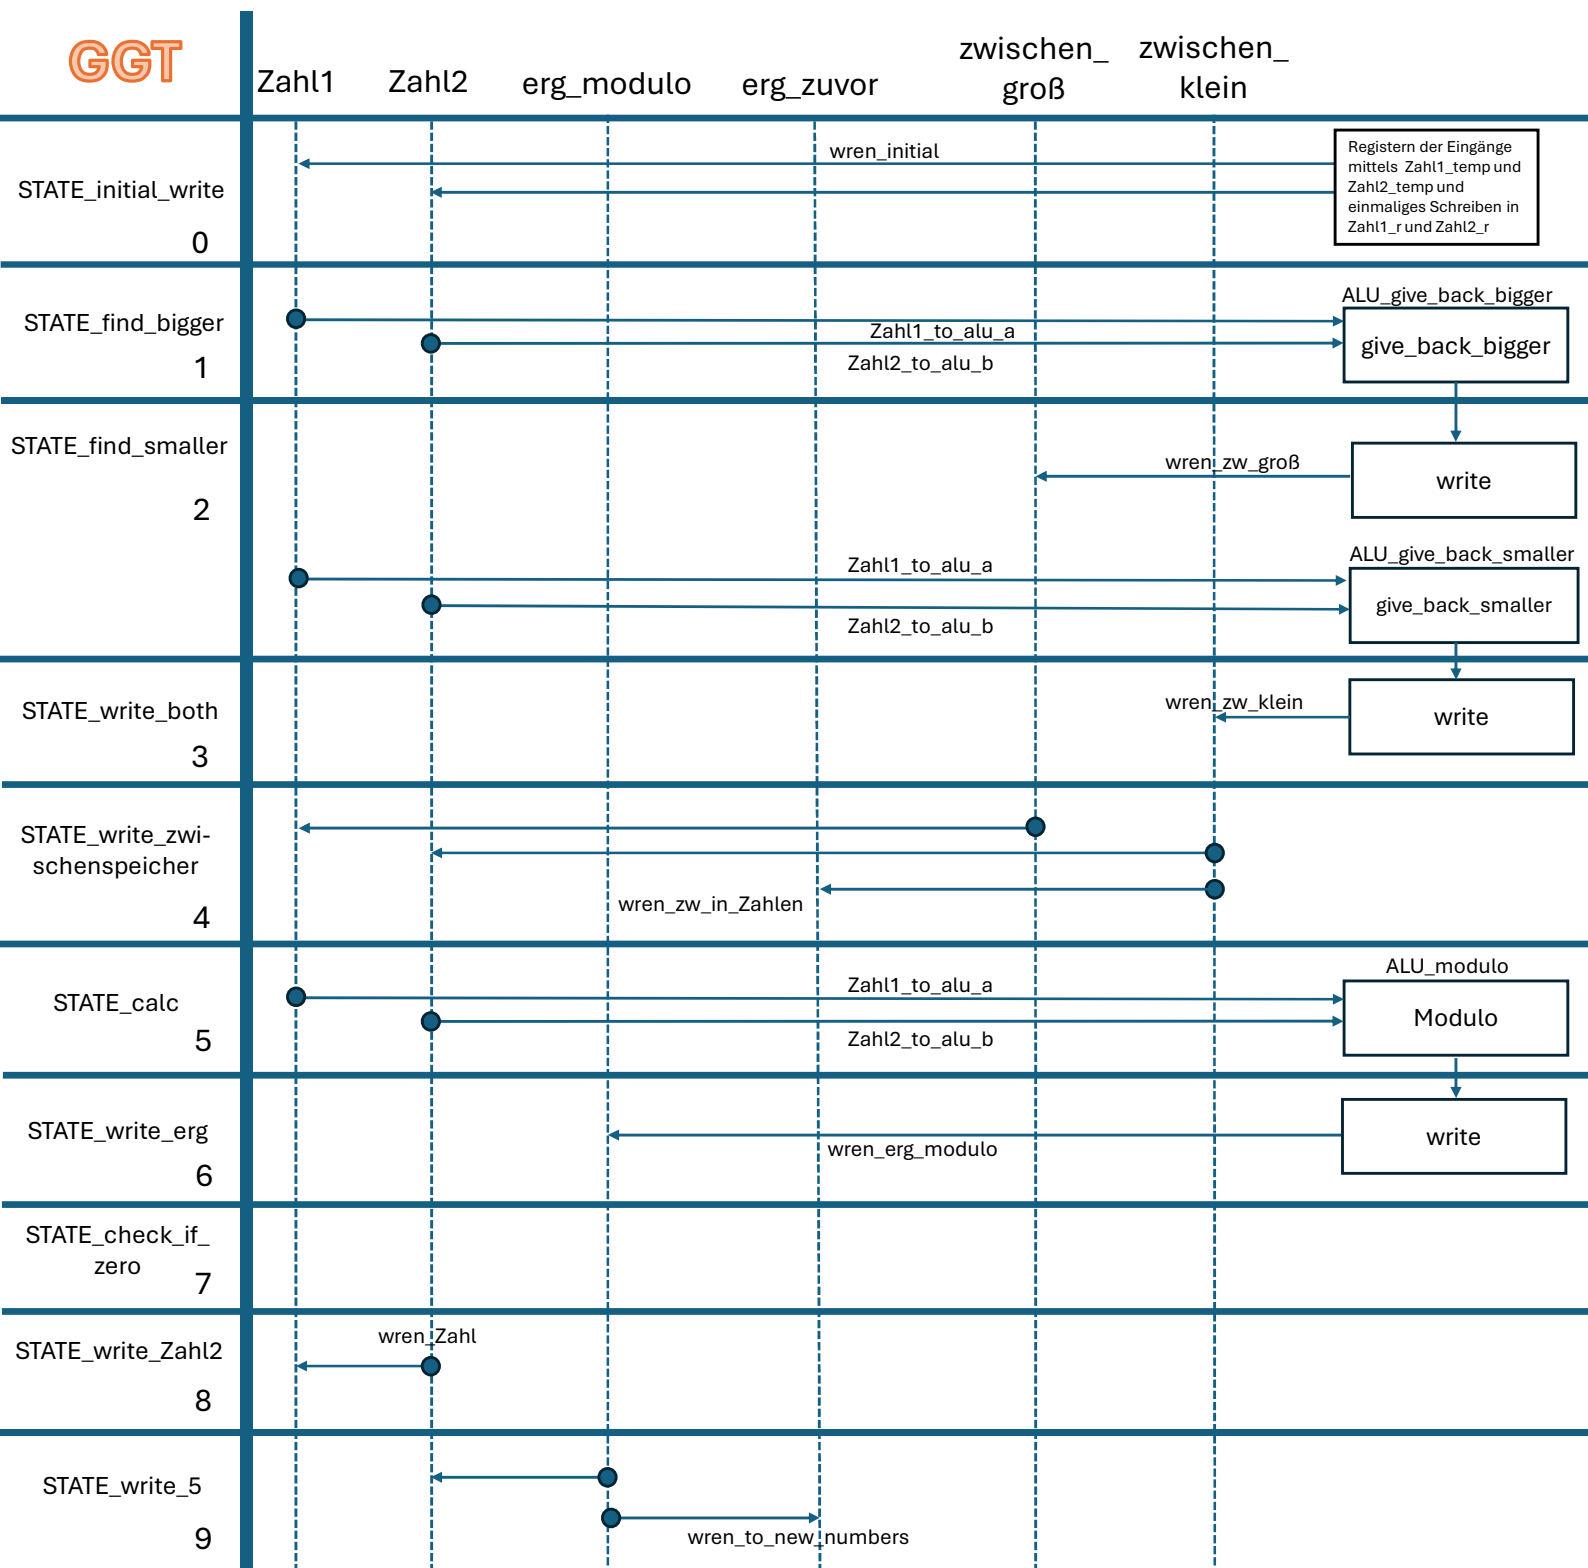 GGT
Zahl1
Zahl2
erg_modulo
erg_zuvor
zwischen_
groß
zwischen_
klein
STATE_initial_write
0
wren_initial
Registern der Eingänge
mittels Zahl1_temp und
Zahl2_temp und
einmaliges Schreiben in
Zahl1_r und Zahl2_r
STATE_find_bigger
1
Zahl1_to_alu_a
Zahl2_to_alu_b
ALU_give_back_bigger
give_back_bigger
STATE_find_smaller
2
wren_zw_groß
write
Zahl1_to_alu_a
Zahl2_to_alu_b
ALU_give_back_smaller
give_back_smaller
STATE_write_both
3
wren_zw_klein
write
STATE_write_zwi-
schenspeicher
4
wren_zw_in_Zahlen
STATE_calc
5
Zahl1_to_alu_a
Zahl2_to_alu_b
ALU_modulo
Modulo
STATE_write_erg
6
wren_erg_modulo
write
STATE_check_if_
zero
7
STATE_write_Zahl2
8
wren_Zahl
STATE_write_5
9
wren_to_new_numbers